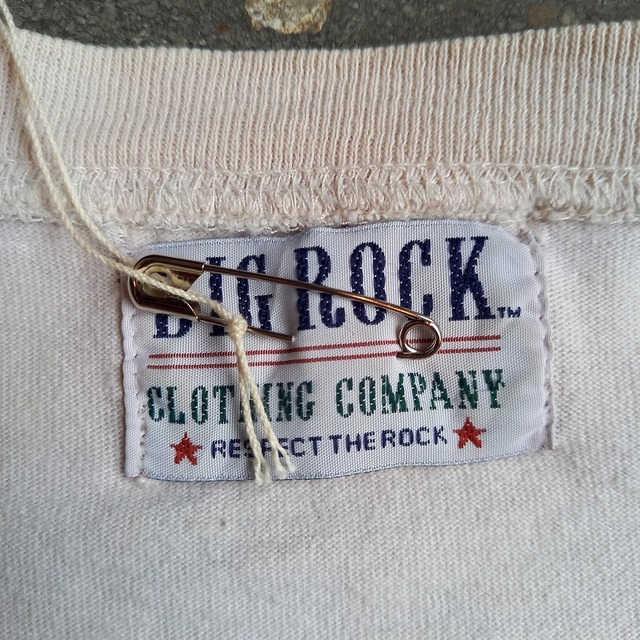 BIG ROCK™
CLOTHING COMPANY
RESPECT THE ROCK